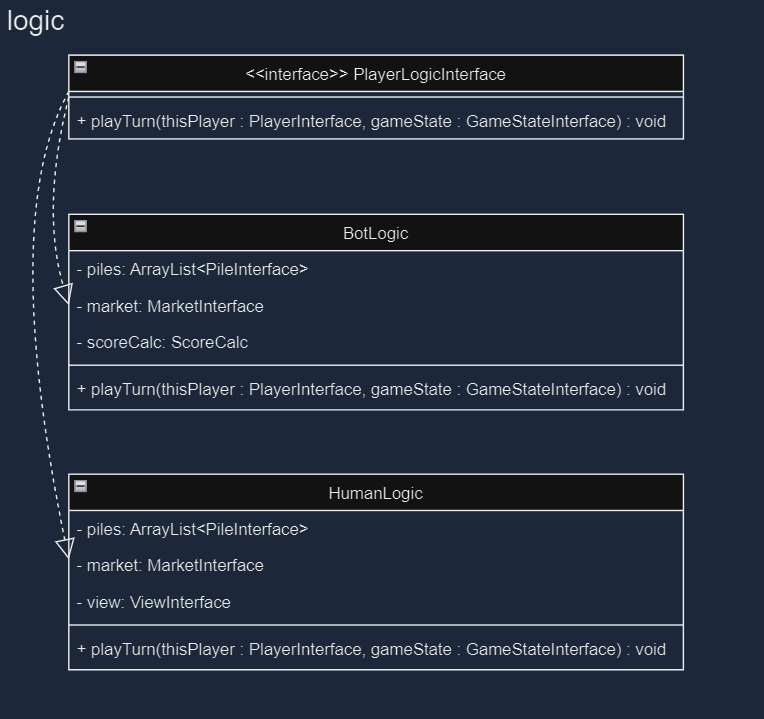 logic
<<interface>> PlayerLogicInterface
+ playTurn(thisPlayer : PlayerInterface, gameState : GameStateInterface) : void
BotLogic
- piles: ArrayList<PileInterface>
- market: MarketInterface
- scoreCalc: ScoreCalc
+ playTurn(thisPlayer : PlayerInterface, gameState : GameStateInterface) : void
HumanLogic
- piles: ArrayList<PileInterface>
- market: MarketInterface
- view: ViewInterface
+ playTurn(thisPlayer : PlayerInterface, gameState : GameStateInterface) : void